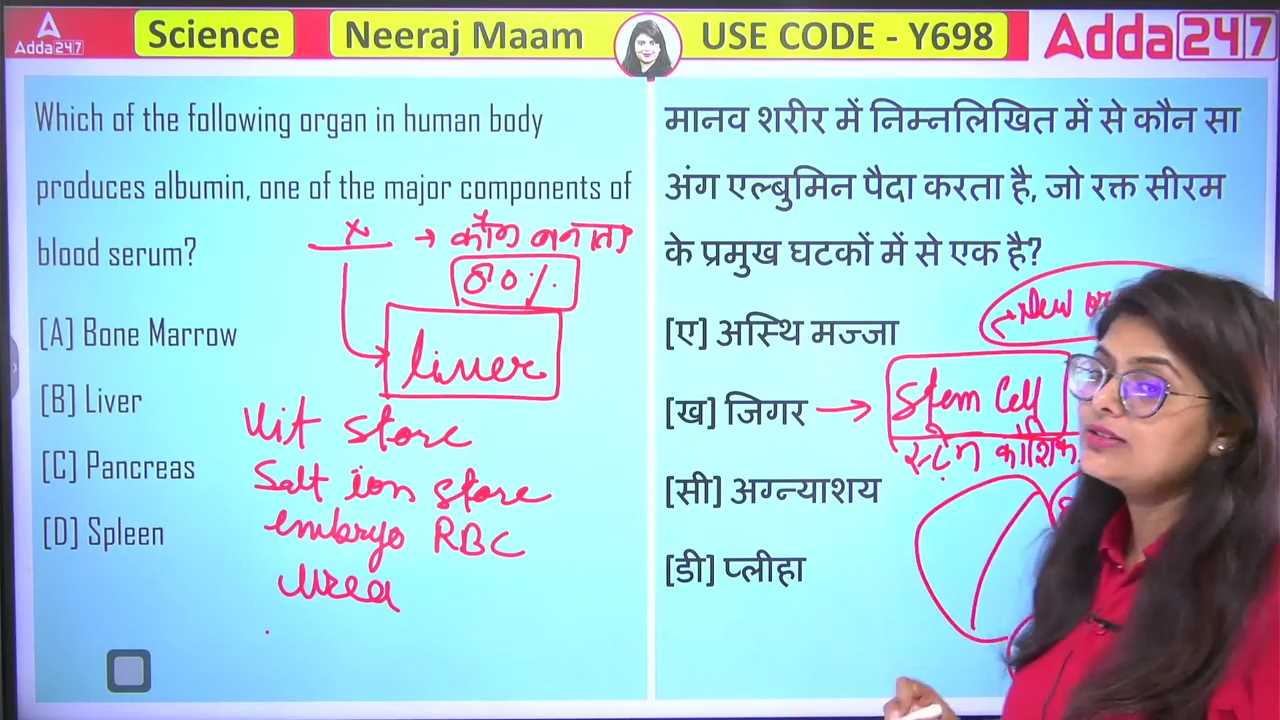 Adda247
Science
Neeraj Maam
USE CODE - Y698
Adda247
Which of the following organ in human body
produces albumin, one of the major components of
blood serum?
[A] Bone Marrow
[B] Liver
[C] Pancreas
[D] Spleen
x → कौन बनाता
80%
liver
Vit store
Salt ion store
embryo RBC
Urea
मानव शरीर में निम्नलिखित में से कौन सा
अंग एल्बुमिन पैदा करता है, जो रक्त सीरम
के प्रमुख घटकों में से एक है?
[ए] अस्थि मज्जा
[ख] जिगर
[सी] अग्न्याशय
[डी] प्लीहा
New
Stem Cell
स्टेम कोशिका